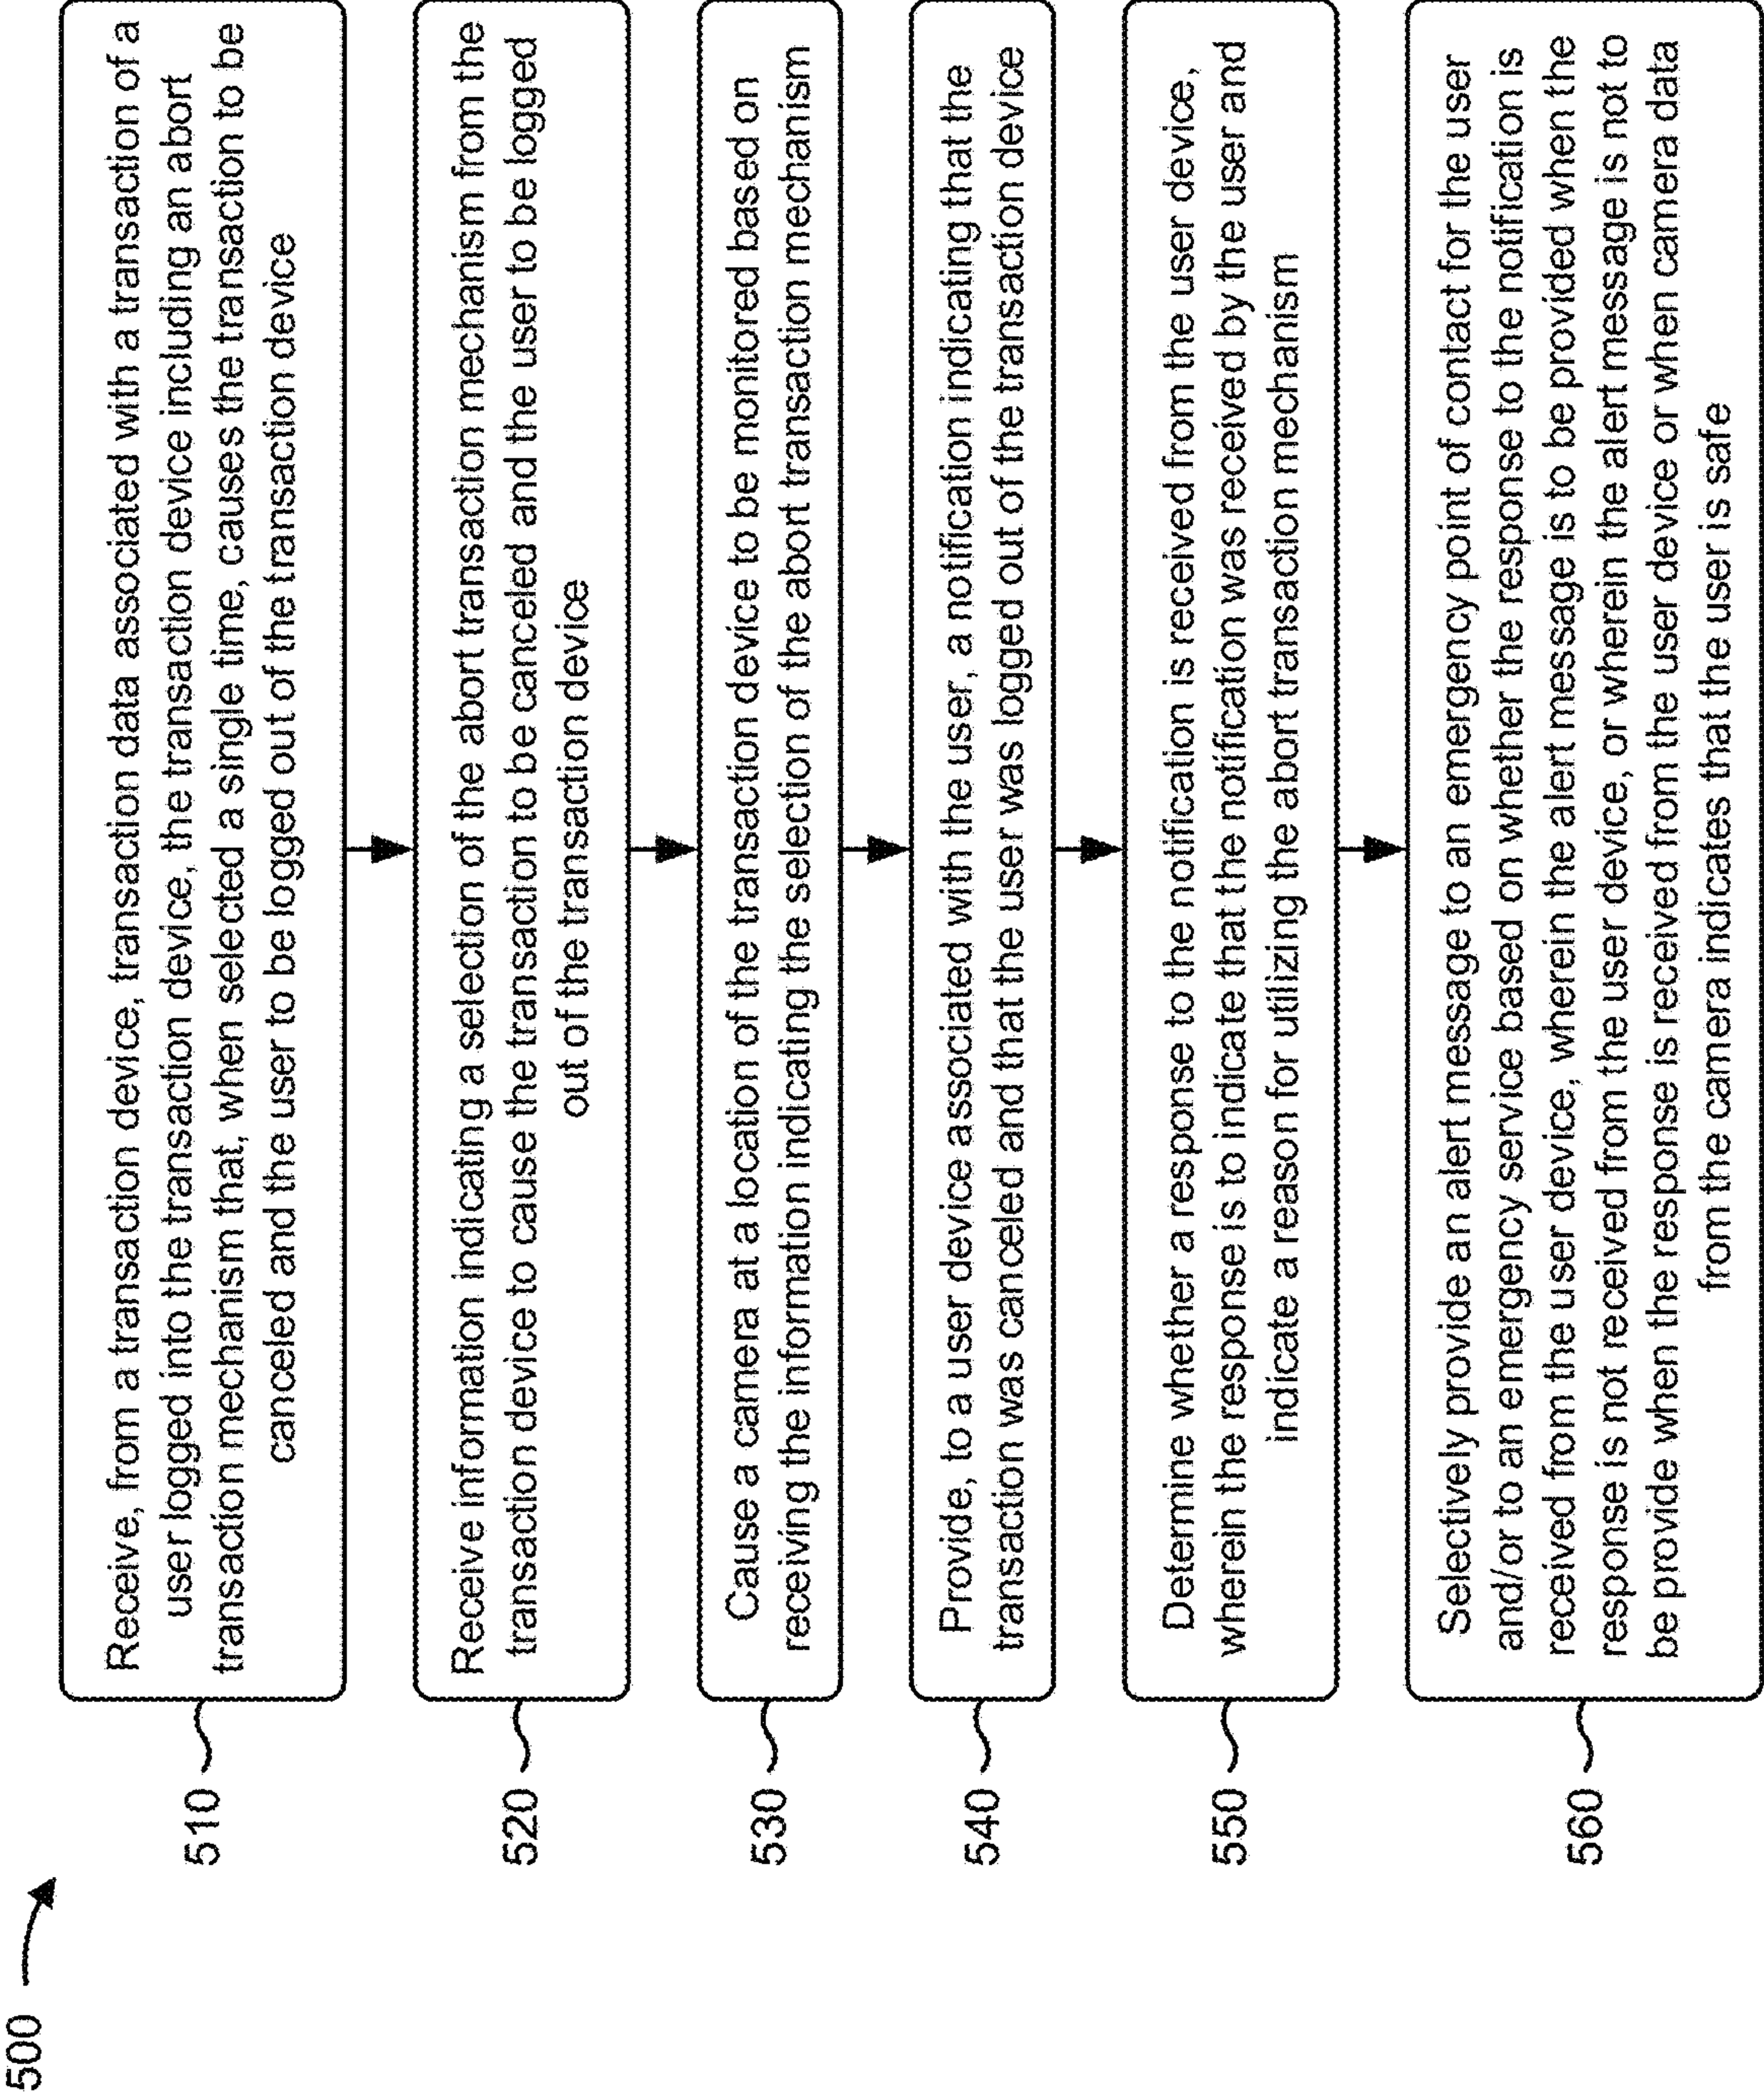 500
510
Receive, from a transaction device, transaction data associated with a transaction of a
user logged into the transaction device, the transaction device including an abort
transaction mechanism that, when selected a single time, causes the transaction to be
canceled and the user to be logged out of the transaction device
520
Receive information indicating a selection of the abort transaction mechanism from the
transaction device to cause the transaction to be canceled and the user to be logged
out of the transaction device
530
Cause a camera at a location of the transaction device to be monitored based on
receiving the information indicating the selection of the abort transaction mechanism
540
Provide, to a user device associated with the user, a notification indicating that the
transaction was canceled and that the user was logged out of the transaction device
550
Determine whether a response to the notification is received from the user device,
wherein the response is to indicate that the notification was received by the user and
indicate a reason for utilizing the abort transaction mechanism
560
Selectively provide an alert message to an emergency point of contact for the user
and/or to an emergency service based on whether the response to the notification is
received from the user device, wherein the alert message is to be provided when the
response is not received from the user device, or wherein the alert message is not to
be provide when the response is received from the user device or when camera data
from the camera indicates that the user is safe